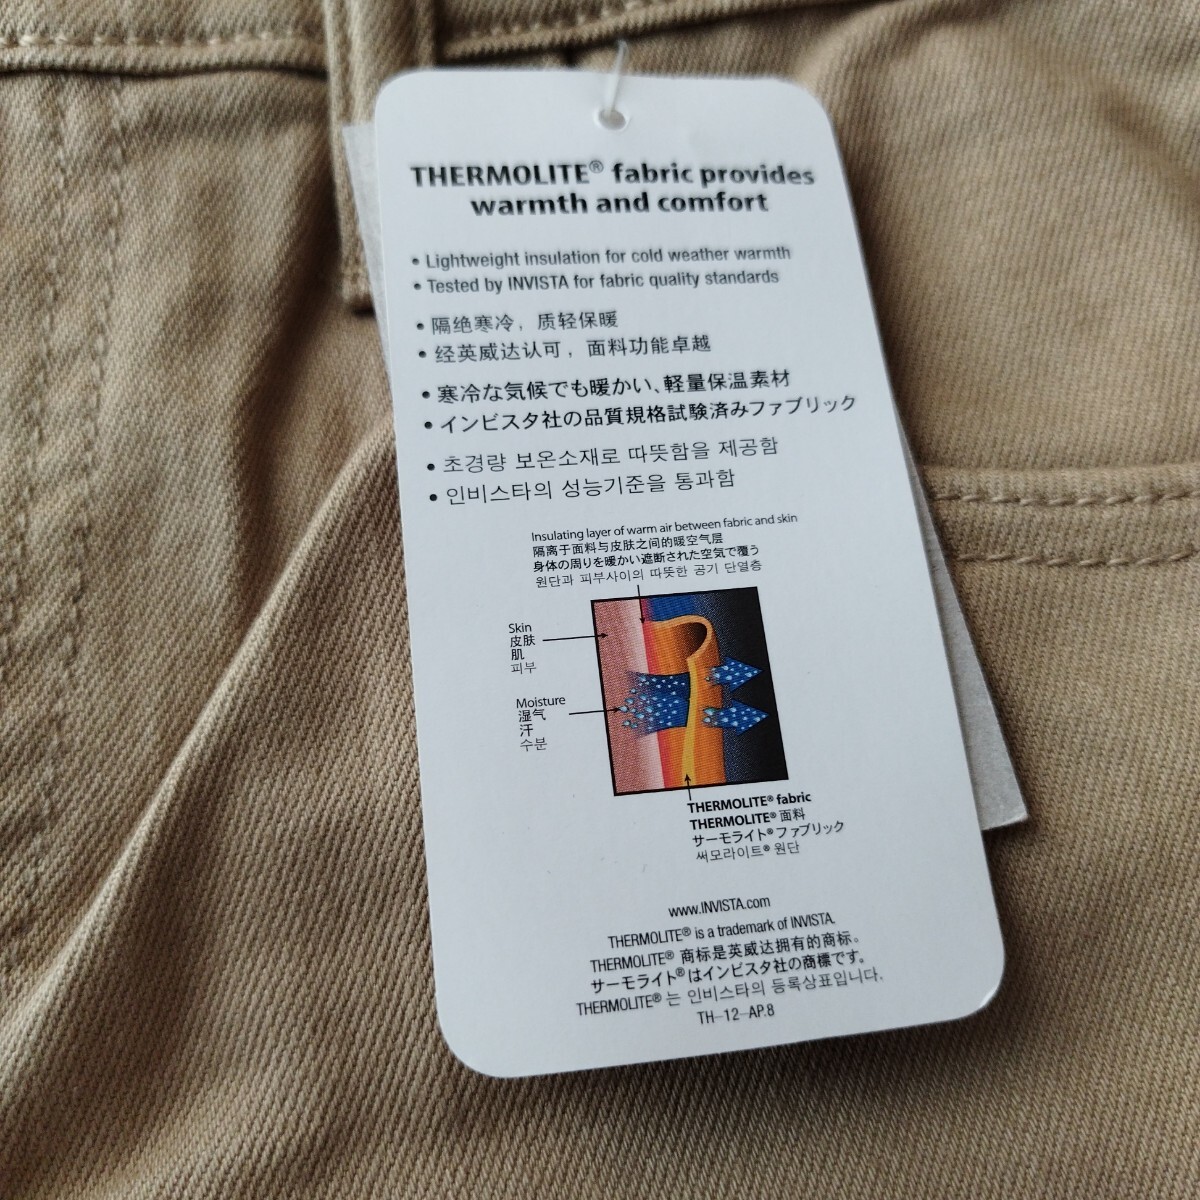 THERMOLITE® fabric provides
warmth and comfort
• Lightweight insulation for cold weather warmth
• Tested by INVISTA for fabric quality standards
• 隔绝寒冷，质轻保暖
• 经英威达认可，面料功能卓越
• 寒冷な気候でも暖かい、軽量保温素材
• インビスタ社の品質規格試験済みファブリック
• 초경량 보온소재로 따뜻함을 제공함
• 인비스타의 성능기준을 통과함
Insulating layer of warm air between fabric and skin
隔离于面料与皮肤之间的暖空气层
身体の周りを暖かい遮断された空気で覆う
원단과 피부사이의 따뜻한 공기 단열층
Skin
皮肤
肌
피부
Moisture
湿气
汗
수분
THERMOLITE® fabric
THERMOLITE® 面料
サーモライト® ファブリック
써모라이트® 원단
www.INVISTA.com
THERMOLITE® is a trademark of INVISTA.
THERMOLITE® 商标是英威达拥有的商标。
サーモライト®はインビスタ社の商標です。
THERMOLITE® 는 인비스타의 등록상표입니다.
TH-12-AP.8